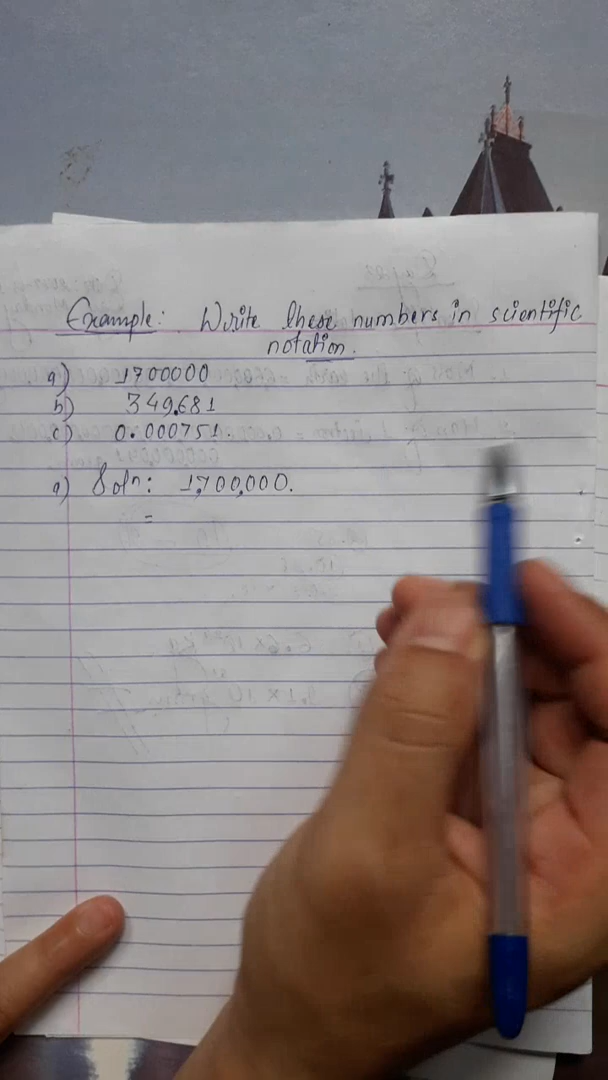 Example: Write these numbers in scientific
notation.
a) 1700000
b) 349.681
c) 0.000751.
a) Solⁿ: 1,700,000.
=